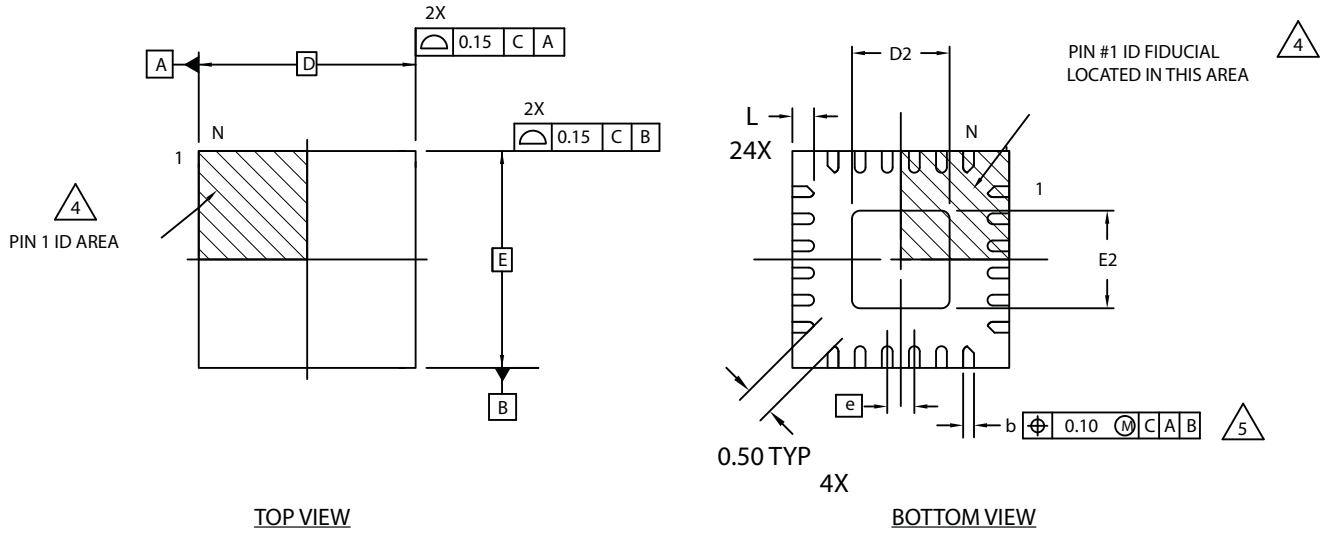 2X
0.15 C A
A
D
2X
0.15 C B
N
1
4
PIN 1 ID AREA
E
B
TOP VIEW
D2
PIN #1 ID FIDUCIAL
LOCATED IN THIS AREA
4
L
24X
N
1
E2
e
b
0.10 M C A B
5
0.50 TYP
4X
BOTTOM VIEW